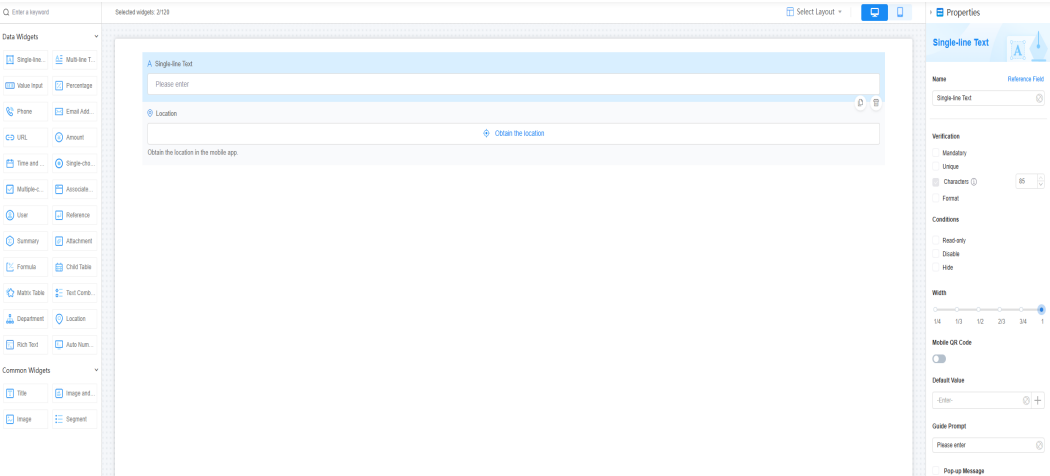 Enter a keyword
Selected widgets: 2/120
Select Layout
Properties
Data Widgets
Single-line ...
Multi-line T...
Value Input
Percentage
Phone
Email Add...
URL
Amount
Time and ...
Single-cho...
Multiple-c...
Associate...
User
Reference
Summary
Attachment
Formula
Child Table
Matrix Table
Text Comb...
Department
Location
Rich Text
Auto Num...
Common Widgets
Title
Image and...
Image
Segment
A Single-line Text
Please enter
Location
Obtain the location
Obtain the location in the mobile app.
Single-line Text
A
Name
Reference Field
Single-line Text
Verification
Mandatory
Unique
Characters
85
Format
Conditions
Read-only
Disable
Hide
Width
1/4 1/3 1/2 2/3 3/4 1
Mobile QR Code
Default Value
-Enter-
Guide Prompt
Please enter
Pop-up Message